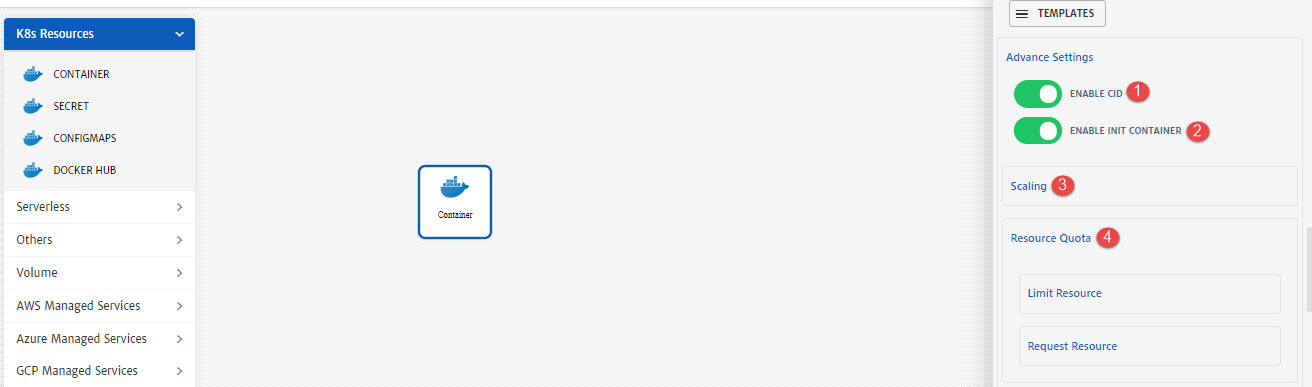 K8s Resources
CONTAINER
SECRET
CONFIGMAPS
DOCKER HUB
Serverless
Others
Volume
AWS Managed Services
Azure Managed Services
GCP Managed Services
Container
TEMPLATES
Advance Settings
ENABLE CID 1
ENABLE INIT CONTAINER 2
Scaling 3
Resource Quota 4
Limit Resource
Request Resource